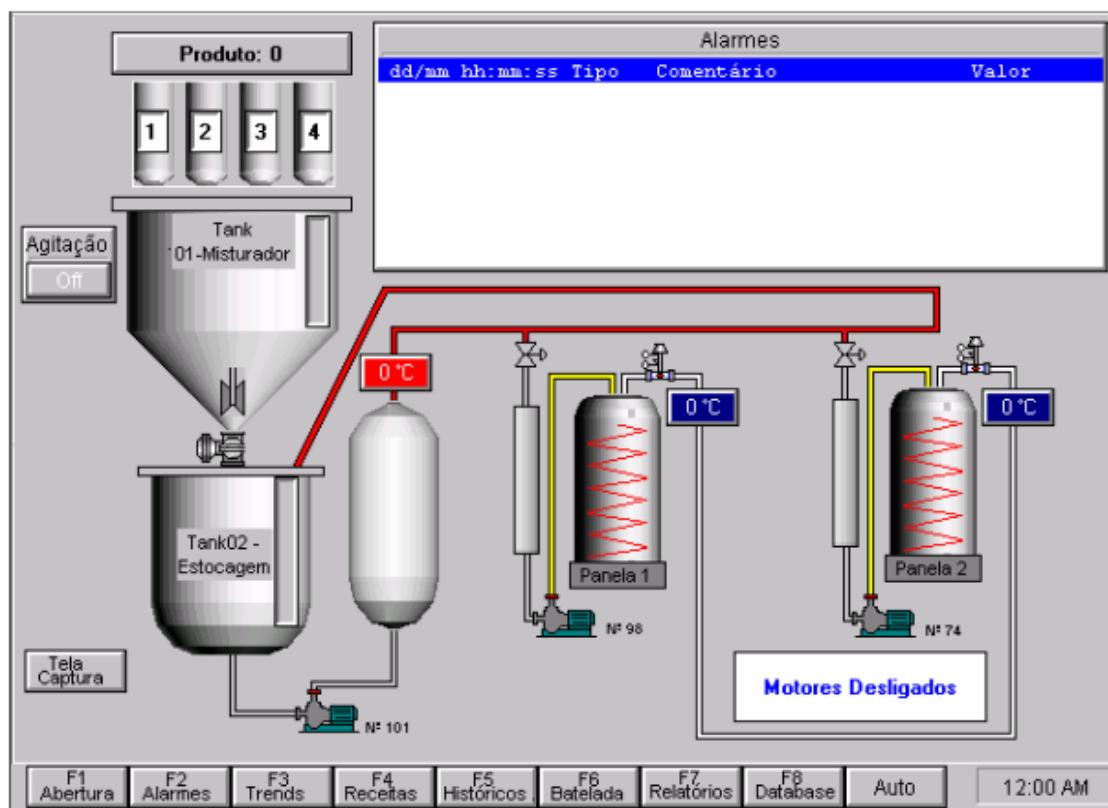 Produto: 0
Alarmes
dd/mm hh:mm:ss Tipo Comentário Valor
1 2 3 4
Tank
01-Misturador
Agitação
Off
0 °C
0 °C
0 °C
Tank02 -
Estocagem
Panela 1
Panela 2
Nº 98
Nº 74
Tela
Captura
Motores Desligados
Nº 101
F1
Abertura
F2
Alarmes
F3
Trends
F4
Receitas
F5
Históricos
F6
Batelada
F7
Relatórios
F8
Database
Auto
12:00 AM